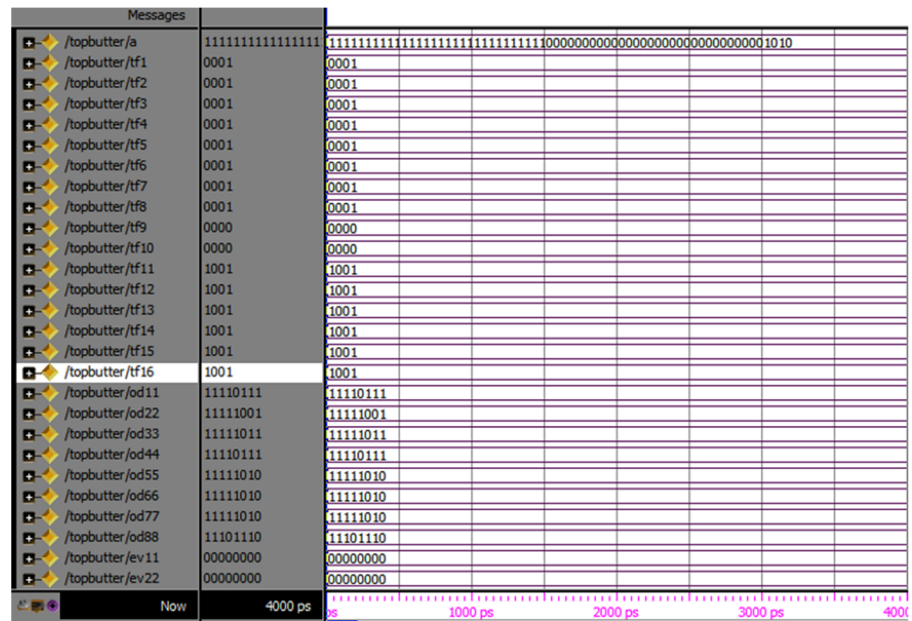 Messages
/topbutter/a 1111111111111111
/topbutter/tf1 0001 0001
/topbutter/tf2 0001 0001
/topbutter/tf3 0001 0001
/topbutter/tf4 0001 0001
/topbutter/tf5 0001 0001
/topbutter/tf6 0001 0001
/topbutter/tf7 0001 0001
/topbutter/tf8 0001 0001
/topbutter/tf9 0000 0000
/topbutter/tf10 0000 0000
/topbutter/tf11 1001 1001
/topbutter/tf12 1001 1001
/topbutter/tf13 1001 1001
/topbutter/tf14 1001 1001
/topbutter/tf15 1001 1001
/topbutter/tf16 1001 1001
/topbutter/od11 11110111 11110111
/topbutter/od22 11111001 11111001
/topbutter/od33 11111011 11111011
/topbutter/od44 11110111 11110111
/topbutter/od55 11111010 11111010
/topbutter/od66 11111010 11111010
/topbutter/od77 11111010 11111010
/topbutter/od88 11101110 11101110
/topbutter/ev11 00000000 00000000
/topbutter/ev22 00000000 00000000
Now 4000 ps ps 1000 ps 2000 ps 3000 ps 4000